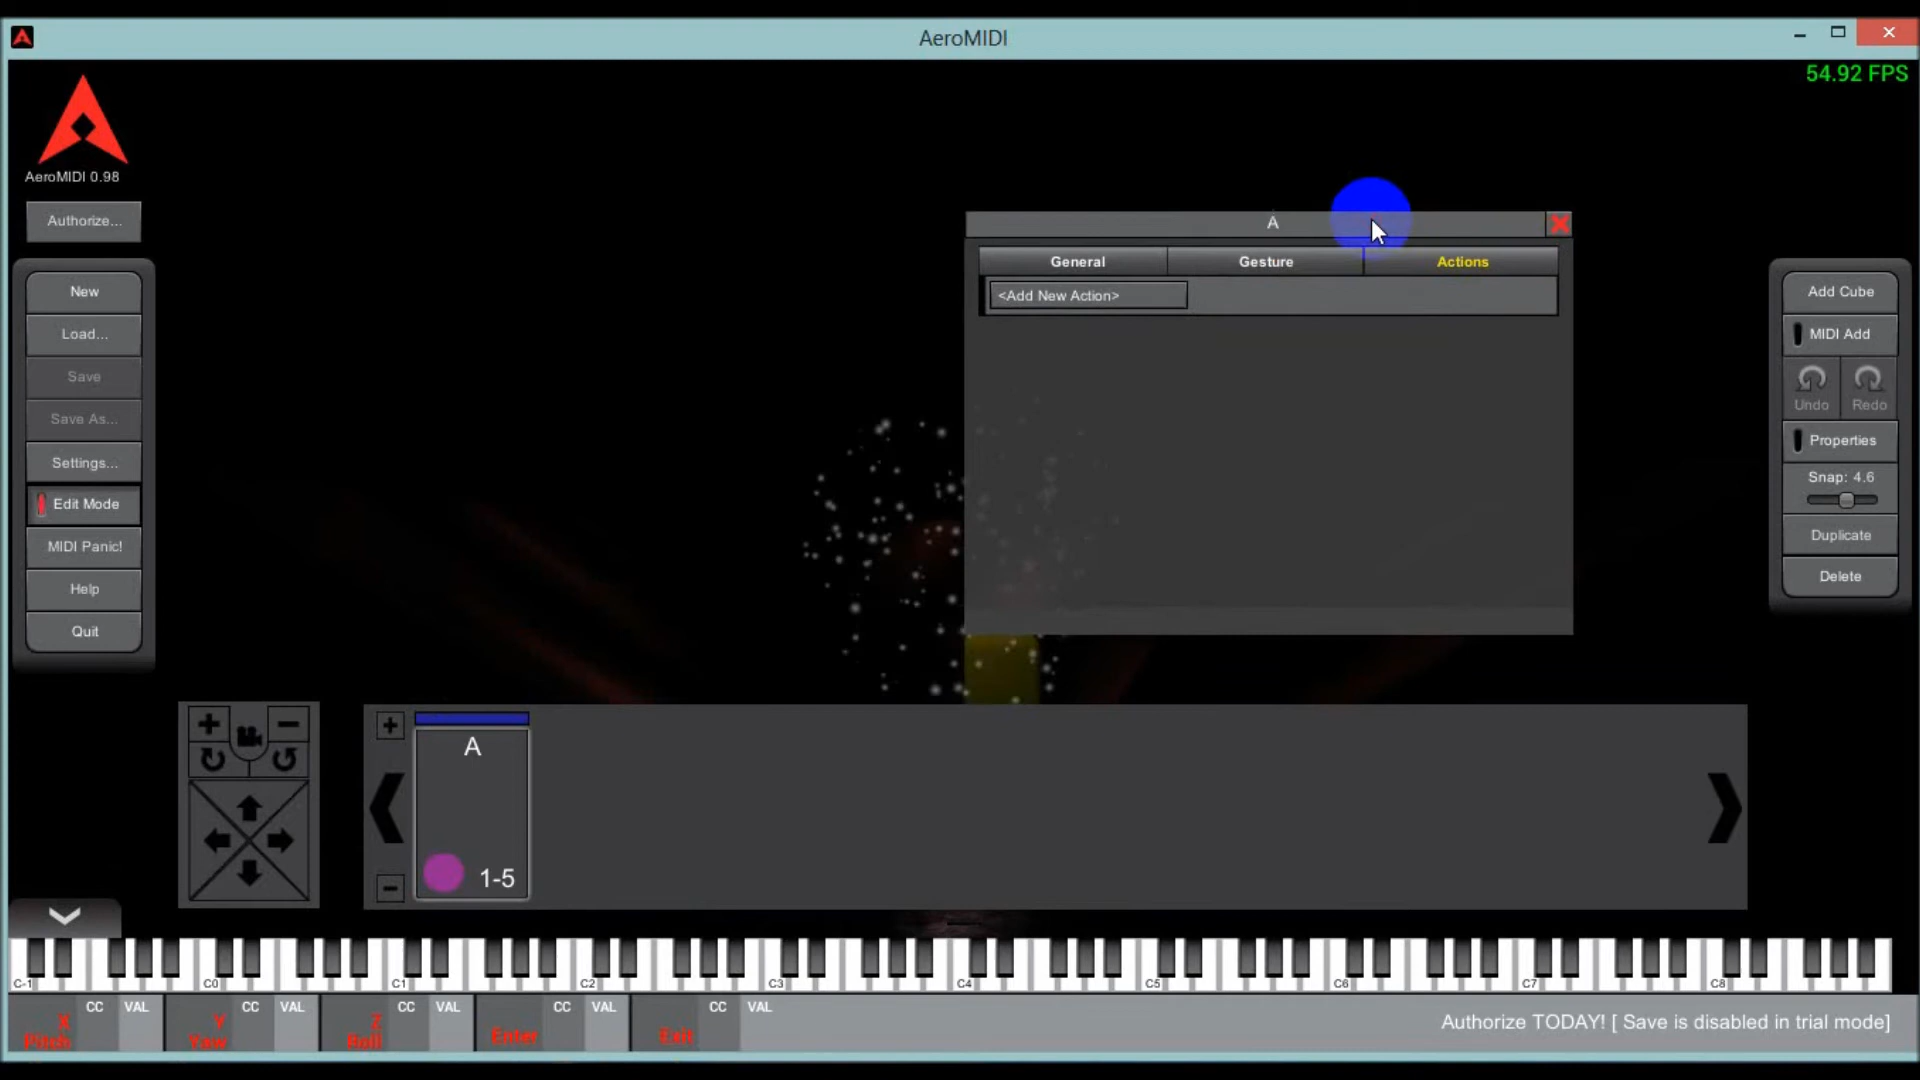 AeroMIDI
54.92 FPS
AeroMIDI 0.98
Authorize...
New
Load...
Save
Save As...
Settings...
Edit Mode
MIDI Panic!
Help
Quit
A
General Gesture Actions
<Add New Action>
Add Cube
MIDI Add
Undo Redo
Properties
Snap: 4.6
Duplicate
Delete
A
1-5
C-1 C0 C1 C2 C3 C4 C5 C6 C7 C8
X Pitch CC VAL Y Yaw CC VAL Z Roll CC VAL Enter CC VAL Exit CC VAL
Authorize TODAY! [ Save is disabled in trial mode]